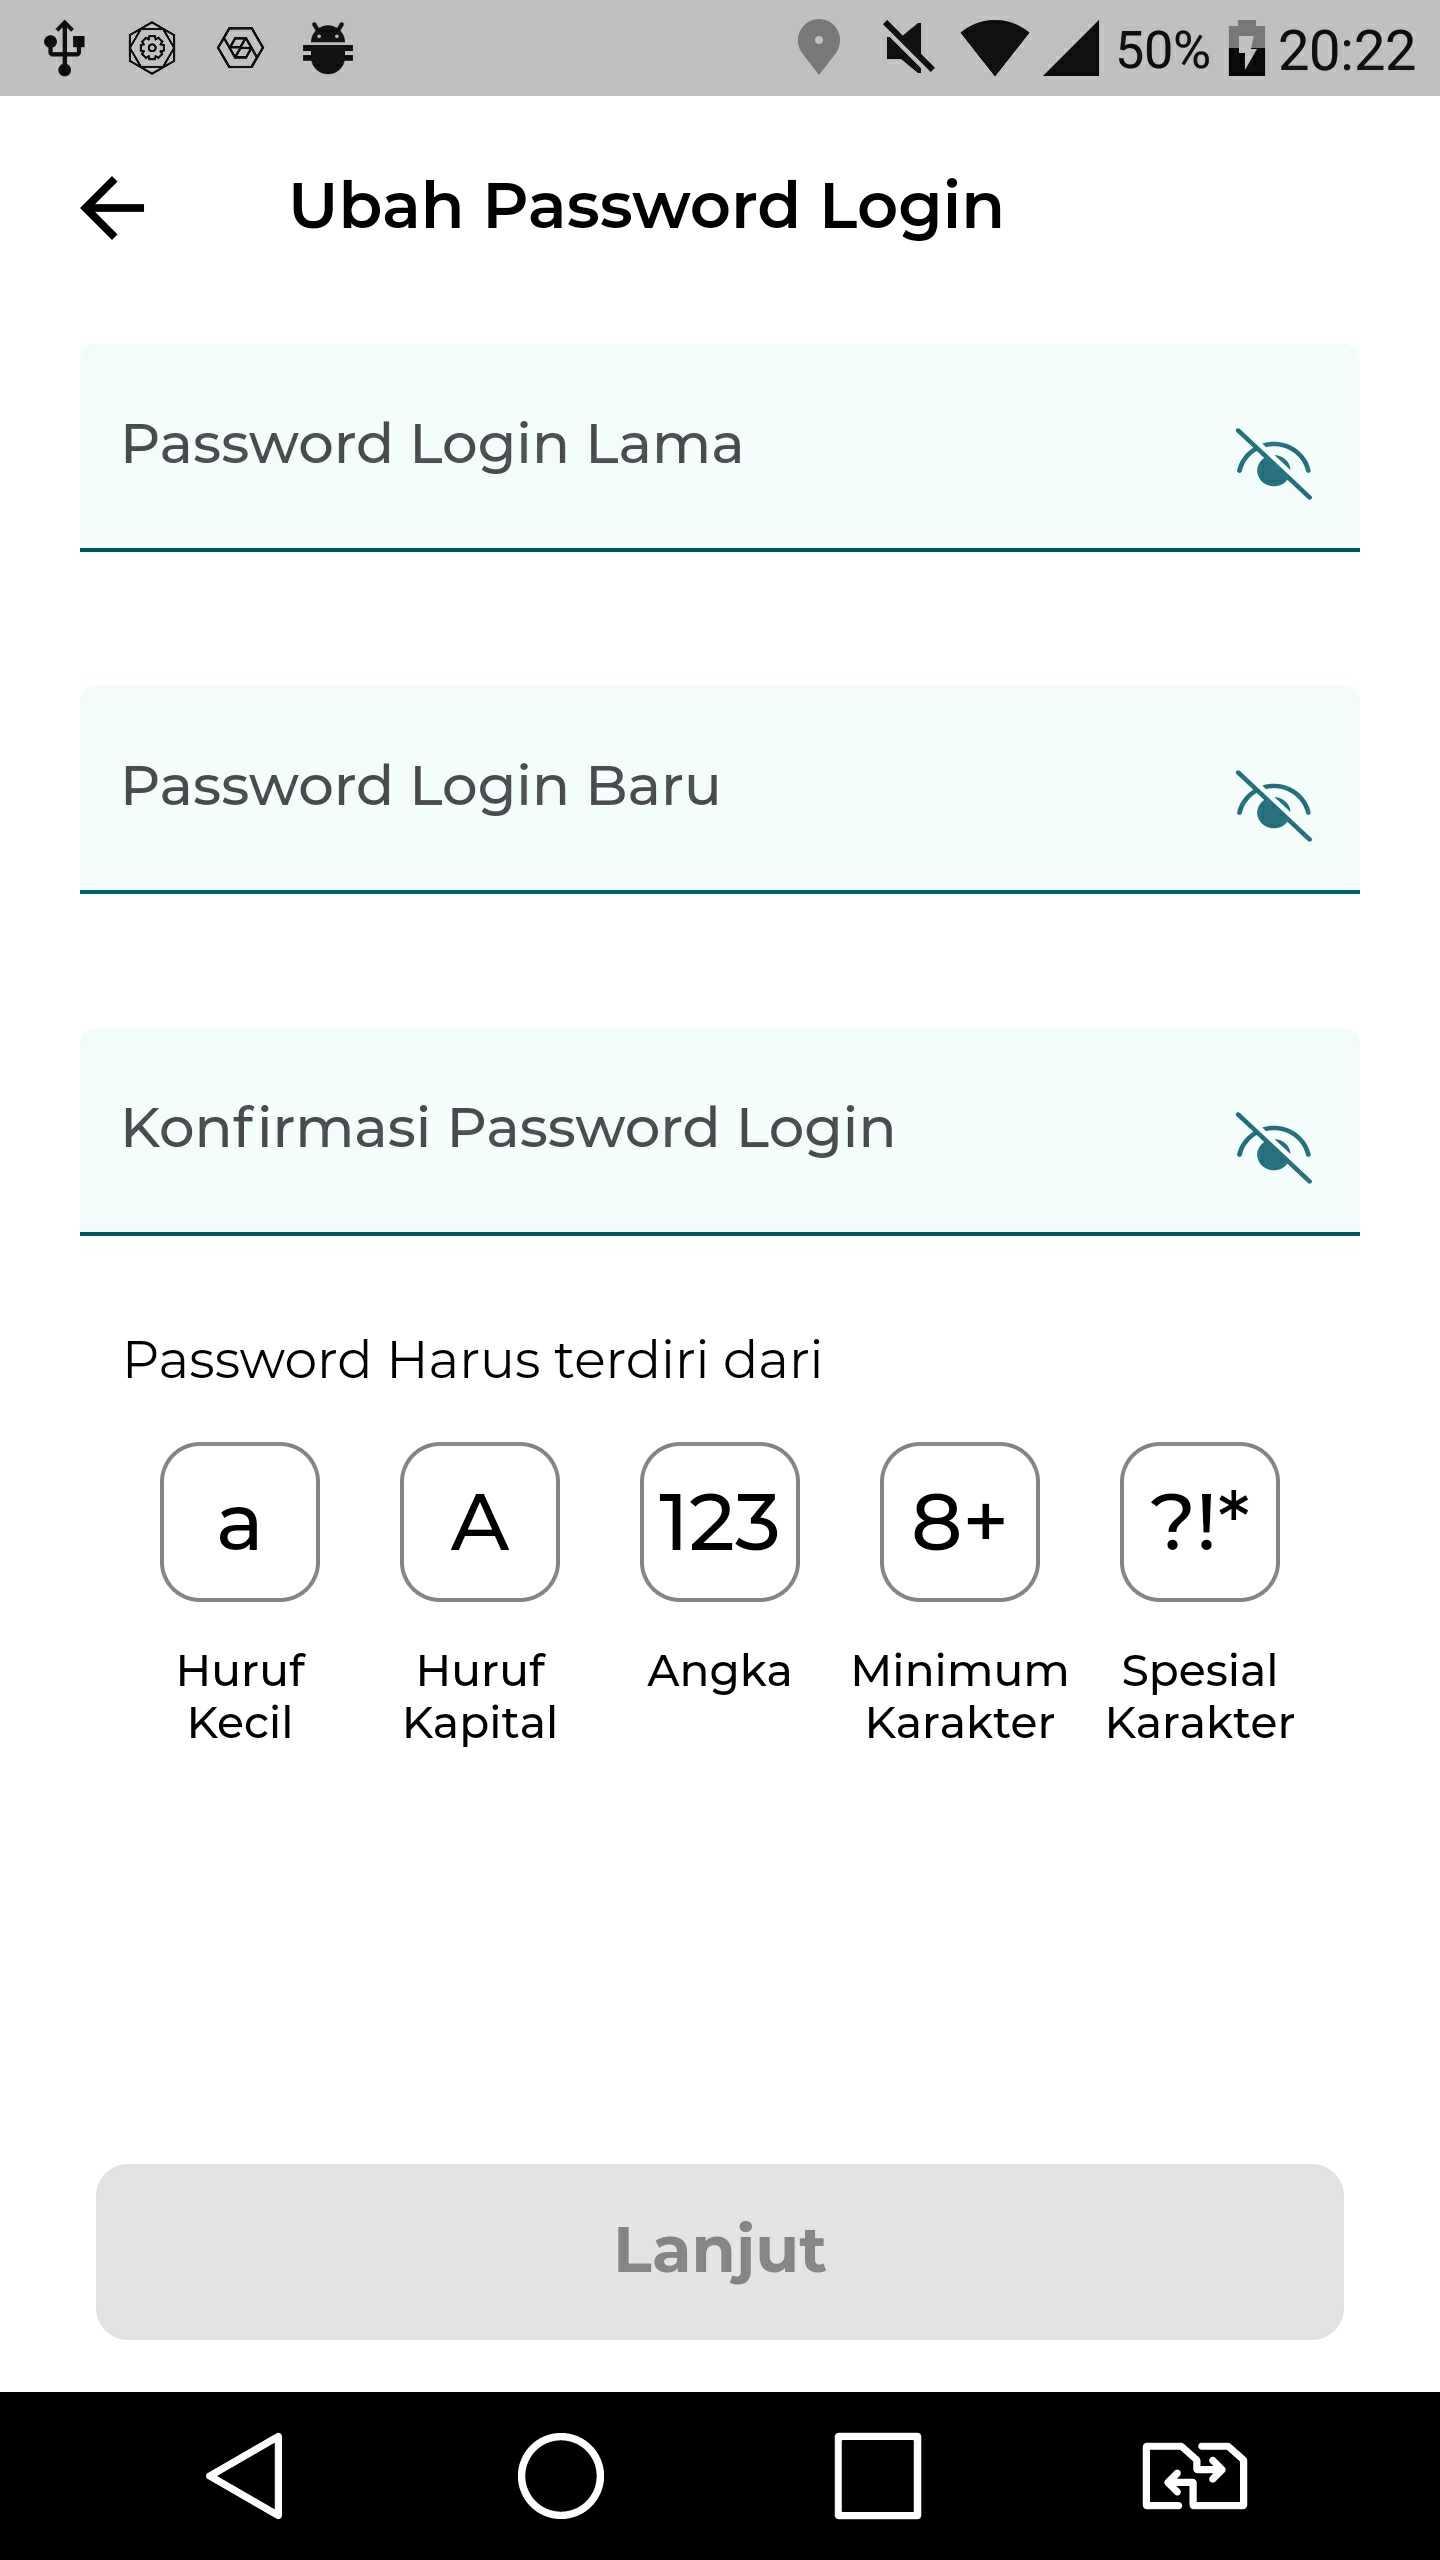 50% 20:22
Ubah Password Login
Password Login Lama
Password Login Baru
Konfirmasi Password Login
Password Harus terdiri dari
a A 123 8+ ?!*
Huruf Huruf Angka Minimum Spesial
Kecil Kapital Karakter Karakter
Lanjut